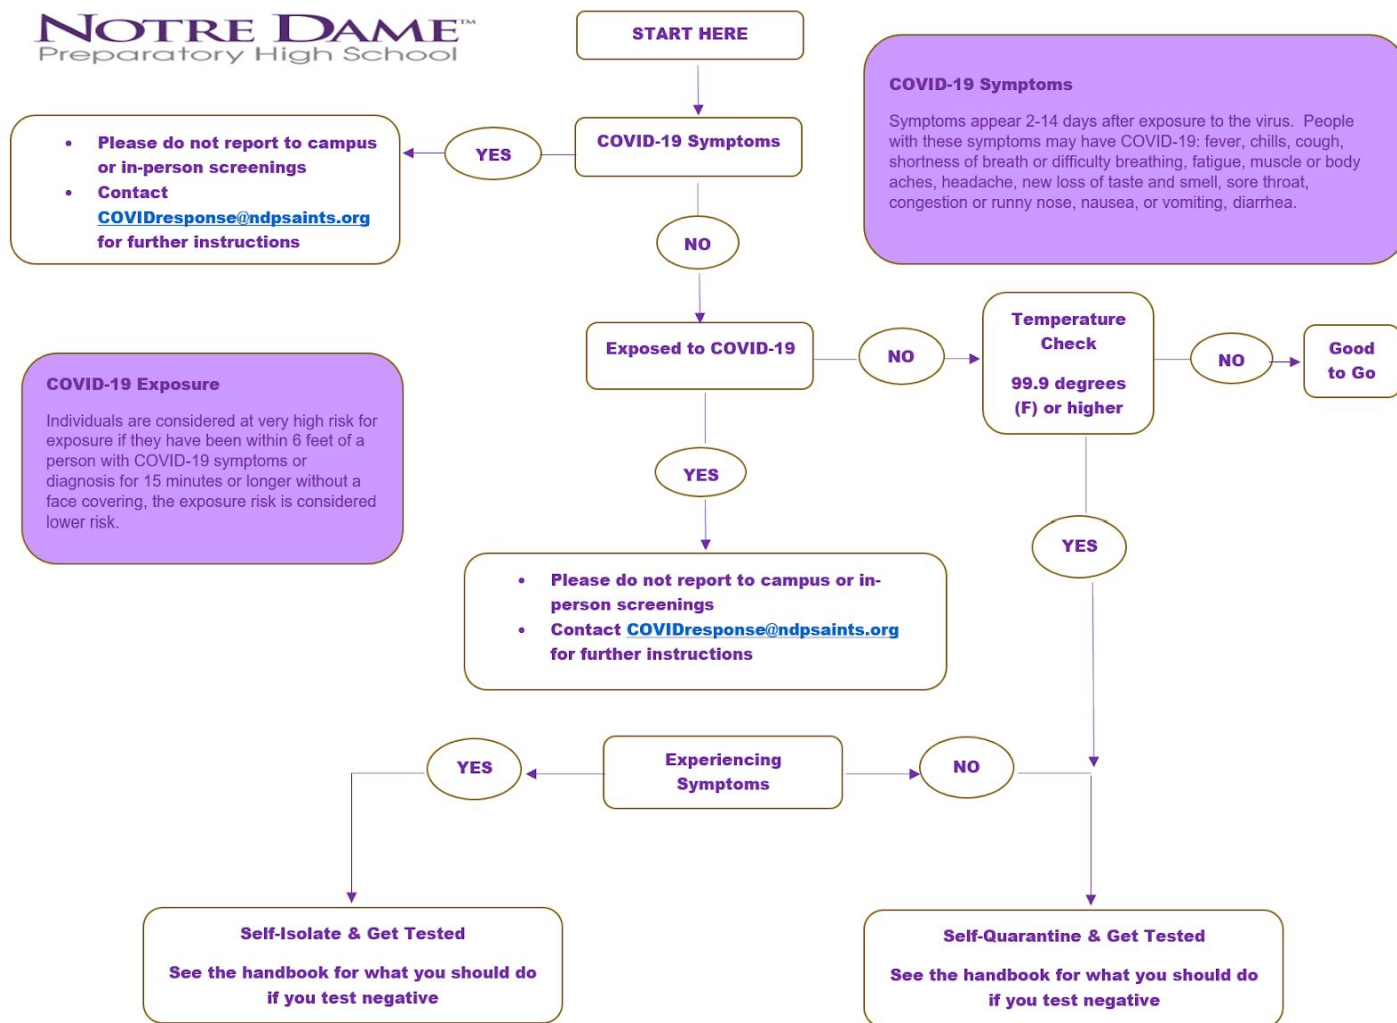 NOTRE DAME™
Preparatory High School
START HERE
COVID-19 Symptoms
Symptoms appear 2-14 days after exposure to the virus.  People
with these symptoms may have COVID-19: fever, chills, cough,
shortness of breath or difficulty breathing, fatigue, muscle or body
aches, headache, new loss of taste and smell, sore throat,
congestion or runny nose, nausea, or vomiting, diarrhea.
COVID-19 Symptoms
YES
• Please do not report to campus
or in-person screenings
• Contact
COVIDresponse@ndpsaints.org
for further instructions
NO
Exposed to COVID-19
NO
Temperature
Check
99.9 degrees
(F) or higher
NO
Good
to Go
COVID-19 Exposure
Individuals are considered at very high risk for
exposure if they have been within 6 feet of a
person with COVID-19 symptoms or
diagnosis for 15 minutes or longer without a
face covering, the exposure risk is considered
lower risk.
YES
YES
• Please do not report to campus or in-
person screenings
• Contact COVIDresponse@ndpsaints.org
for further instructions
YES
Experiencing
Symptoms
NO
Self-Isolate & Get Tested
See the handbook for what you should do
if you test negative
Self-Quarantine & Get Tested
See the handbook for what you should do
if you test negative